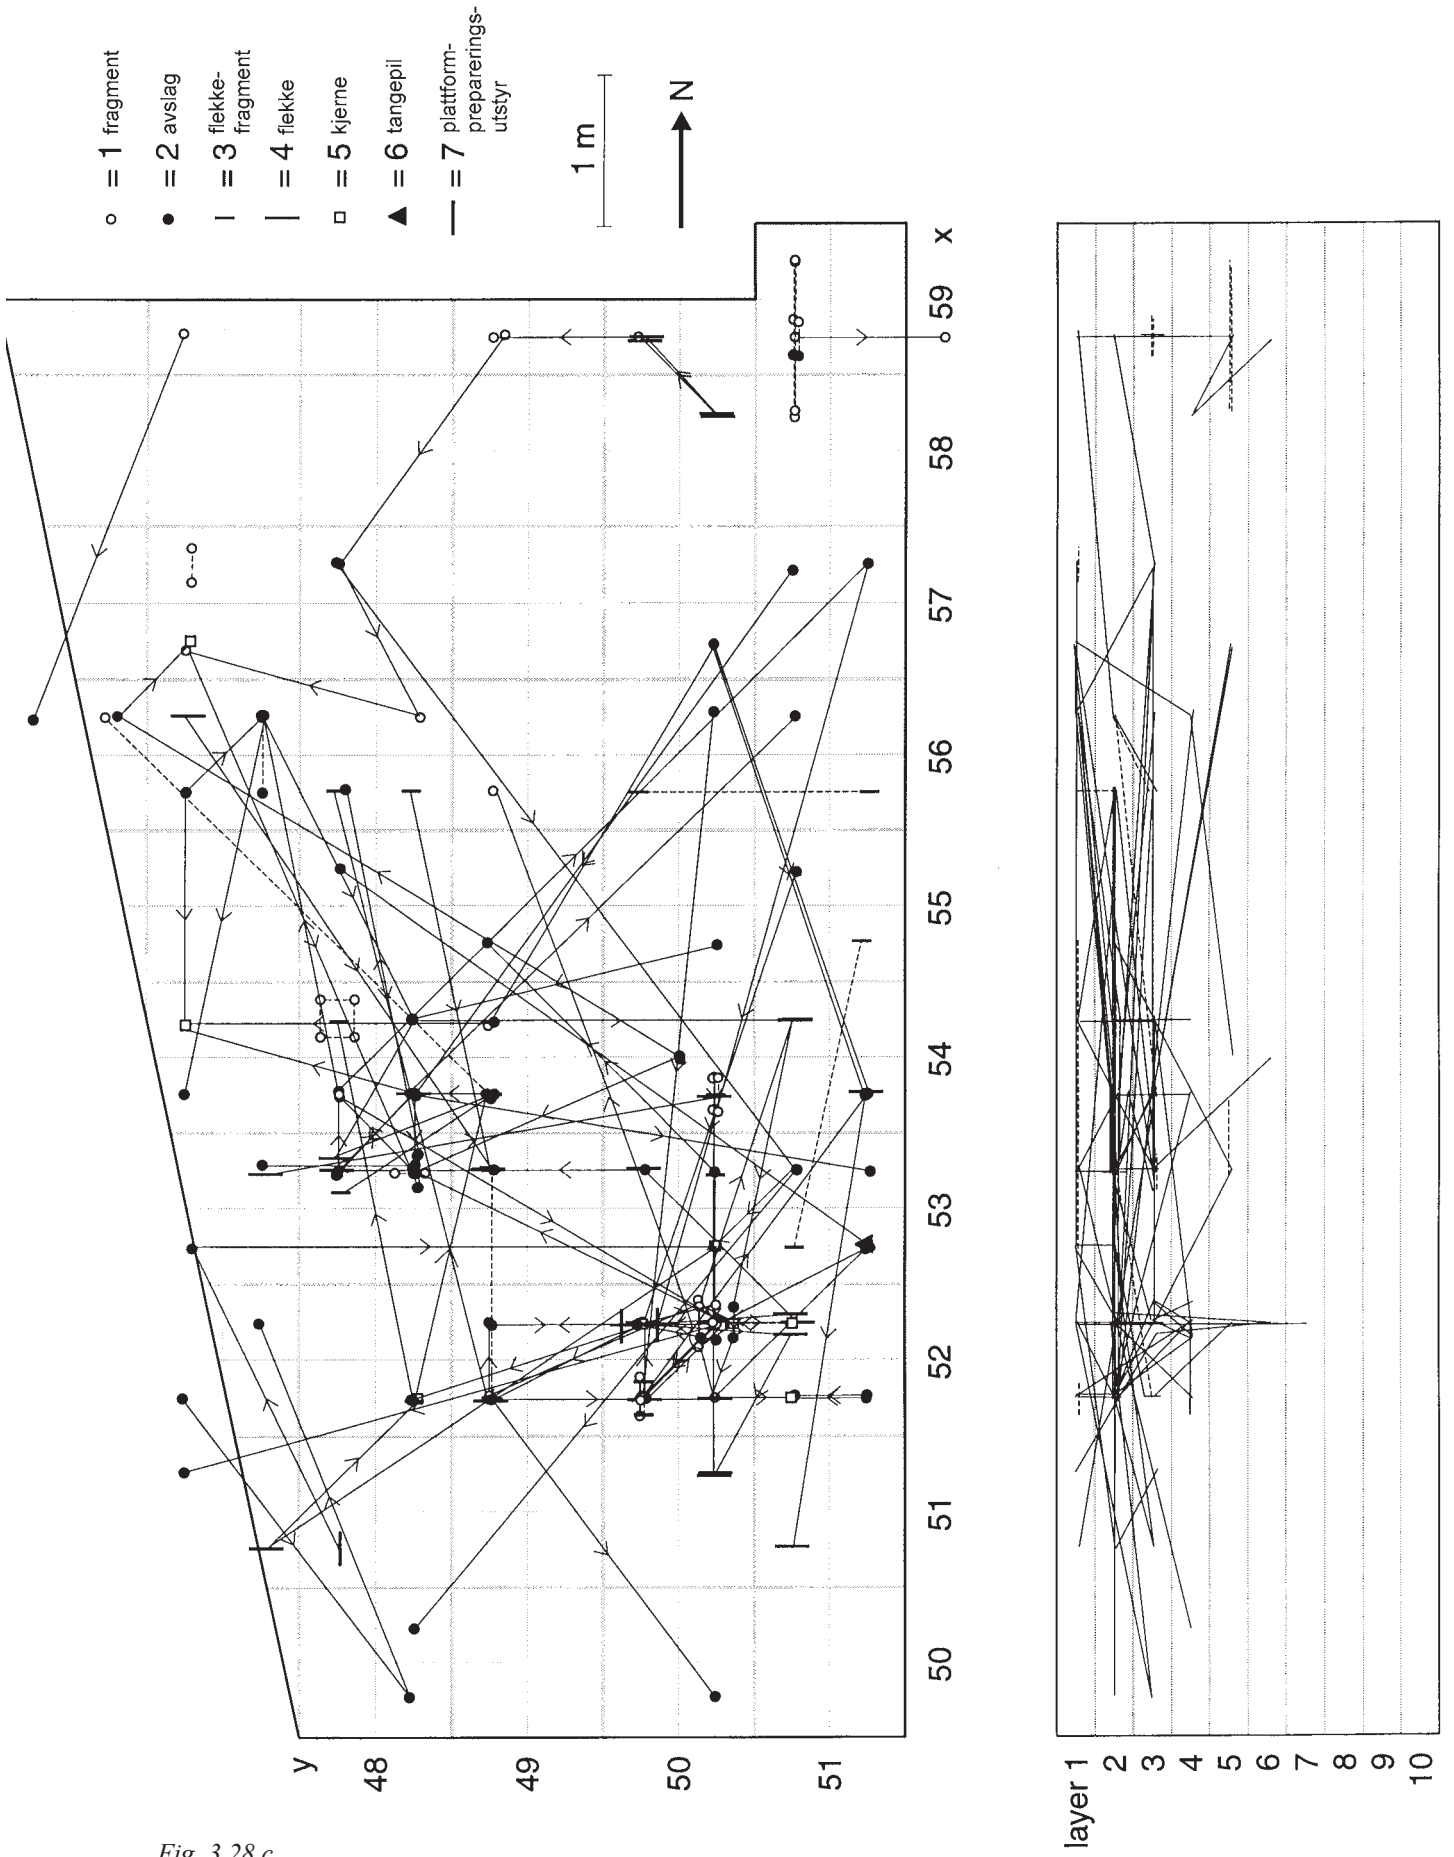 ○ = 1 fragment
● = 2 avslag
= 3 flekke-
fragment
= 4 flekke
□ = 5 kjerne
▲ = 6 tangepil
= 7 plattform-
preparerings-
utstyr
1 m
N
x
59
58
57
56
55
54
53
52
51
50
y
48
49
50
51
layer 1
2
3
4
5
6
7
8
9
10
Fig. 3.28 c